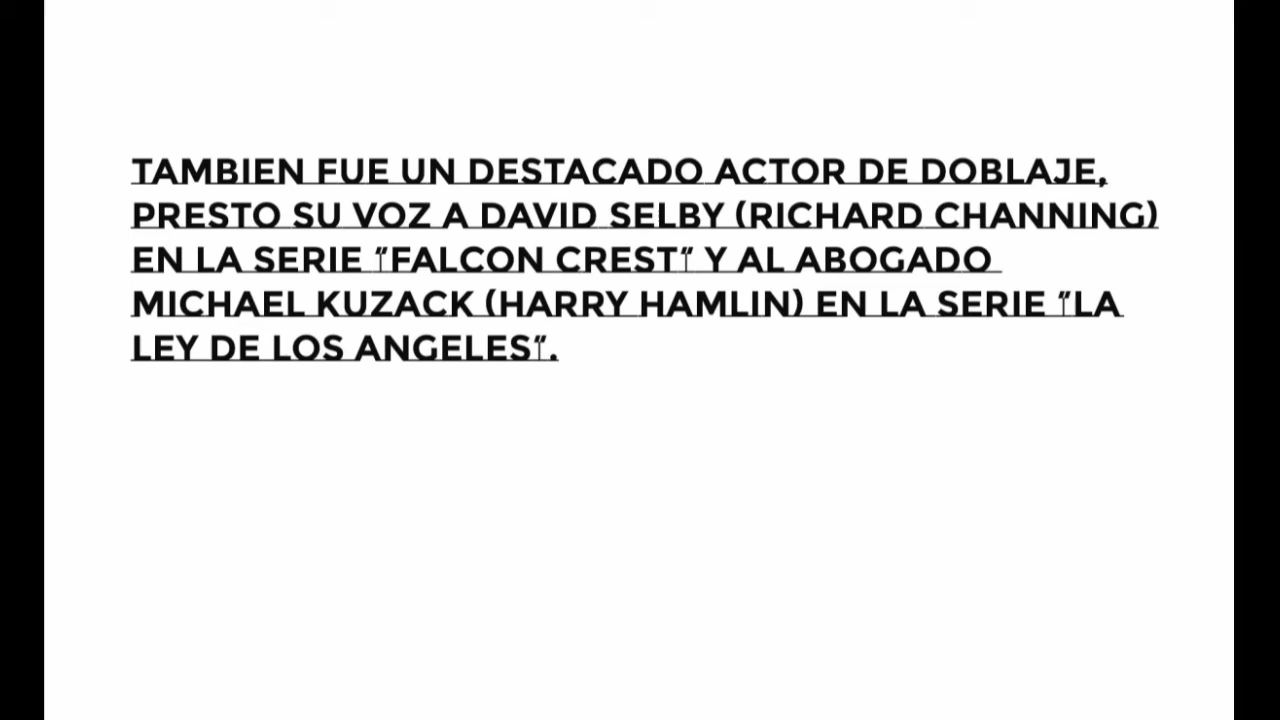 TAMBIEN FUE UN DESTACADO ACTOR DE DOBLAJE,
PRESTO SU VOZ A DAVID SELBY (RICHARD CHANNING)
EN LA SERIE "FALCON CREST" Y AL ABOGADO
MICHAEL KUZACK (HARRY HAMLIN) EN LA SERIE "LA
LEY DE LOS ANGELES".